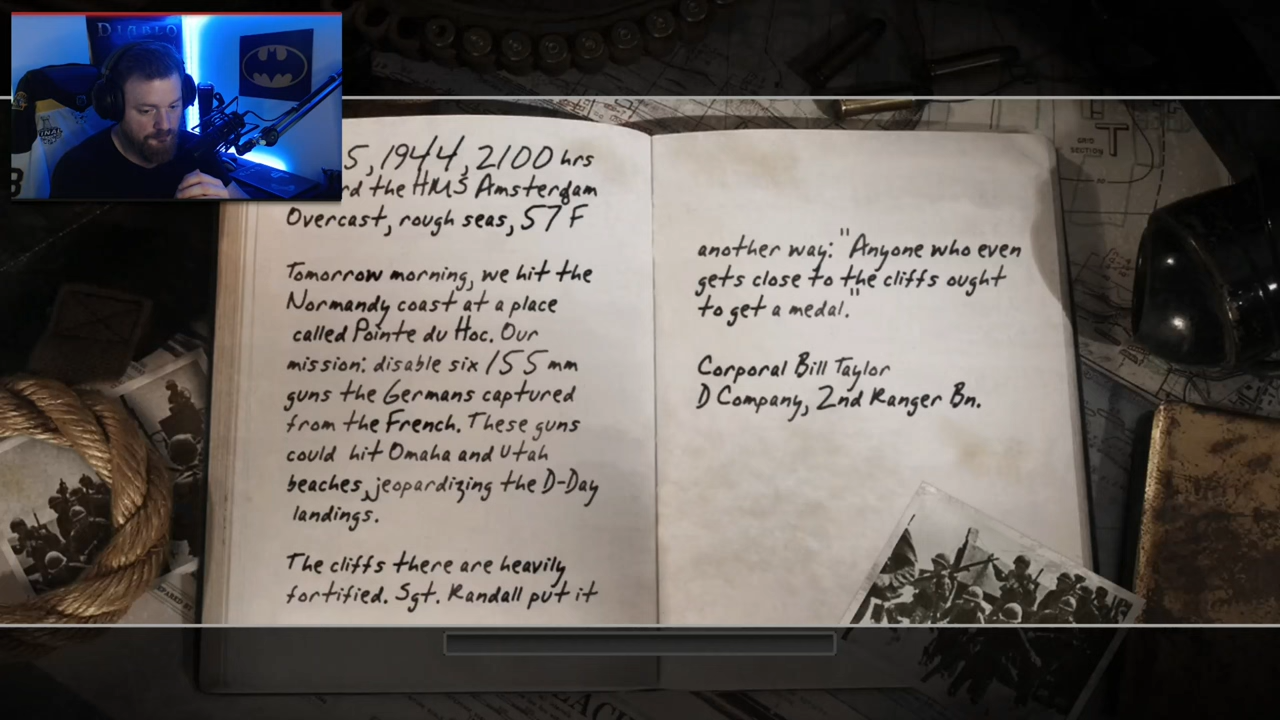 DIABLO
5, 1944, 2100 hrs
rd the HMS Amsterdam
Overcast, rough seas, 57 F
Tomorrow morning, we hit the
Normandy coast at a place
called Pointe du Hoc. Our
mission: disable six 155 mm
guns the Germans captured
from the French. These guns
could hit Omaha and Utah
beaches, jeopardizing the D-Day
landings.
The cliffs there are heavily
fortified. Sgt. Randall put it
another way: "Anyone who even
gets close to the cliffs ought
to get a medal."
Corporal Bill Taylor
D Company, 2nd Ranger Bn.
GRID
SECTION
T